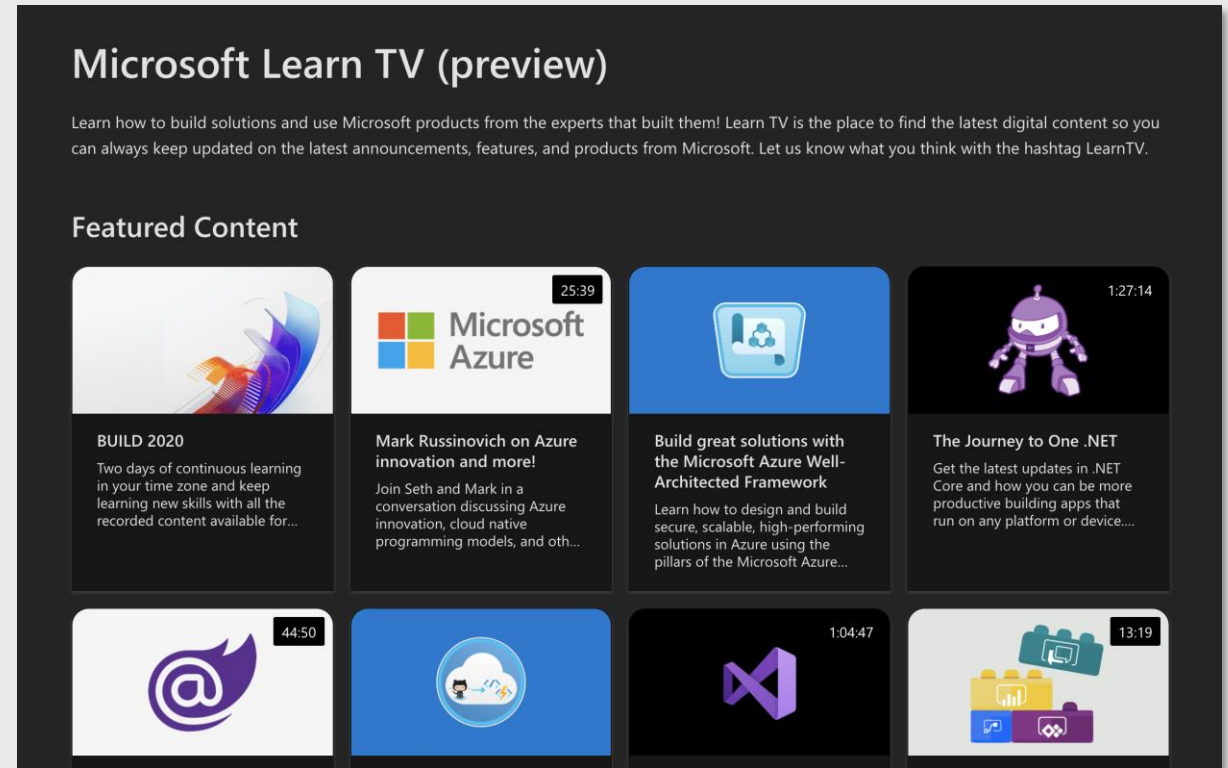 Microsoft Learn TV (preview)
Learn how to build solutions and use Microsoft products from the experts that built them! Learn TV is the place to find the latest digital content so you
can always keep updated on the latest announcements, features, and products from Microsoft. Let us know what you think with the hashtag LearnTV.
Featured Content
BUILD 2020
Two days of continuous learning
in your time zone and keep
learning new skills with all the
recorded content available for...
25:39
Microsoft
Azure
Mark Russinovich on Azure
innovation and more!
Join Seth and Mark in a
conversation discussing Azure
innovation, cloud native
programming models, and oth...
Build great solutions with
the Microsoft Azure Well-
Architected Framework
Learn how to design and build
secure, scalable, high-performing
solutions in Azure using the
pillars of the Microsoft Azure...
1:27:14
The Journey to One .NET
Get the latest updates in .NET
Core and how you can be more
productive building apps that
run on any platform or device....
44:50
@
1:04:47
13:19